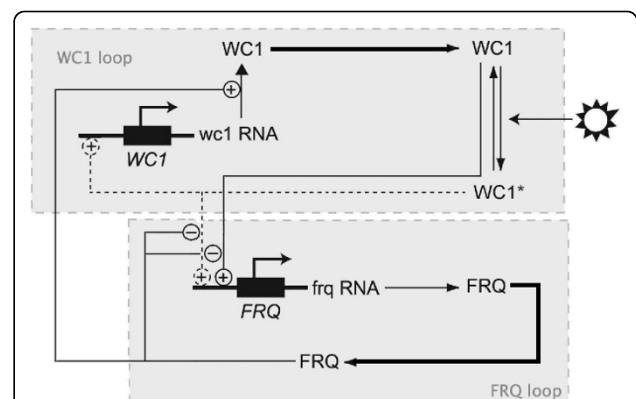 WC1 loop
WC1
WC1
wc1 RNA
WC1
WC1*
frq RNA
FRQ
FRQ
FRQ
FRQ loop